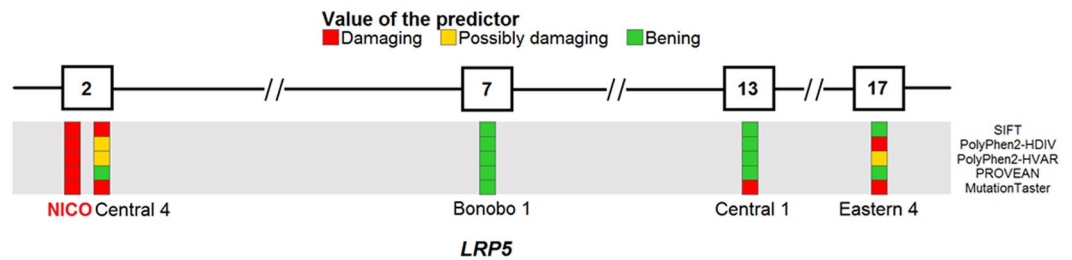 Value of the predictor
Damaging Possibly damaging Bening
2 // 7 // 13 // 17
SIFT
PolyPhen2-HDIV
PolyPhen2-HVAR
PROVEAN
MutationTaster
NICO Central 4 Bonobo 1 Central 1 Eastern 4
LRP5